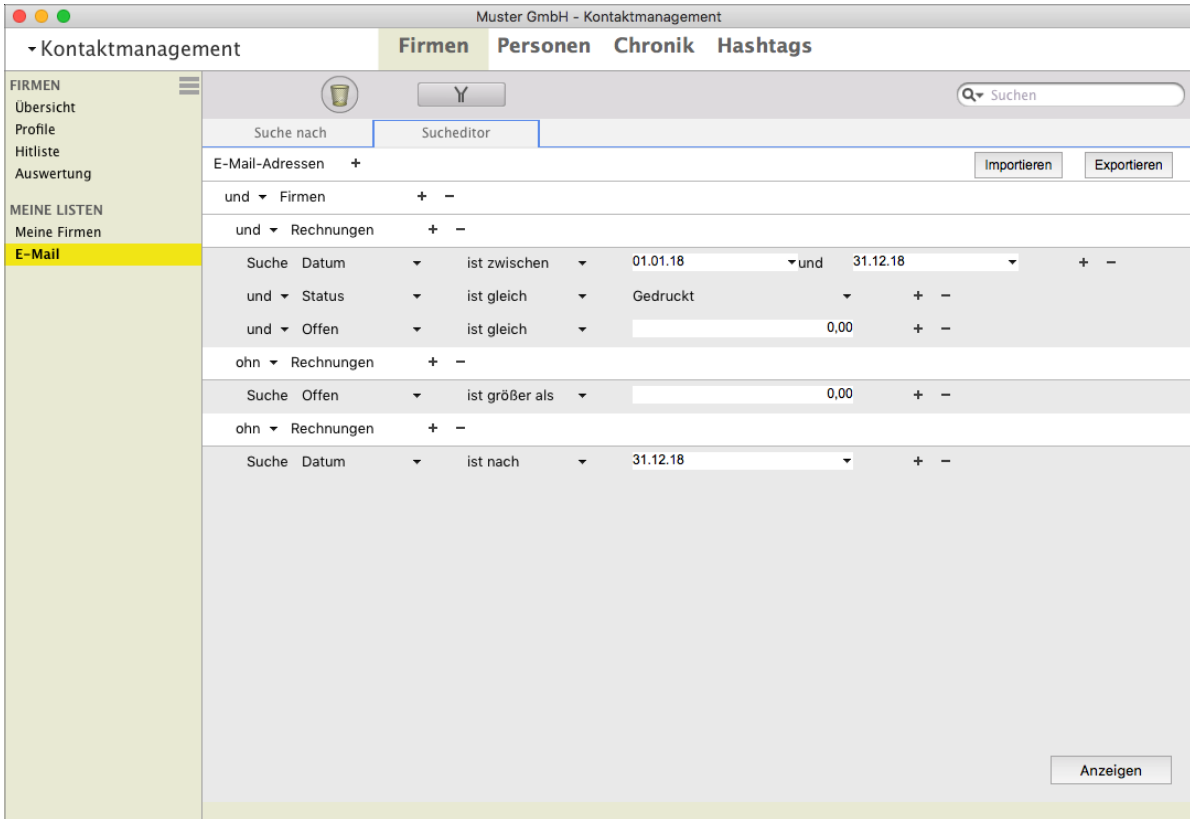 Muster GmbH - Kontaktmanagement
Kontaktmanagement
Firmen Personen Chronik Hashtags
FIRMEN
Übersicht
Profile
Hitliste
Auswertung
MEINE LISTEN
Meine Firmen
E-Mail
Suchen
Suche nach Sucheditor
E-Mail-Adressen + Importieren Exportieren
und Firmen + −
und Rechnungen + −
Suche Datum ist zwischen 01.01.18 und 31.12.18 + −
und Status ist gleich Gedruckt + −
und Offen ist gleich 0,00 + −
ohn Rechnungen + −
Suche Offen ist größer als 0,00 + −
ohn Rechnungen + −
Suche Datum ist nach 31.12.18 + −
Anzeigen